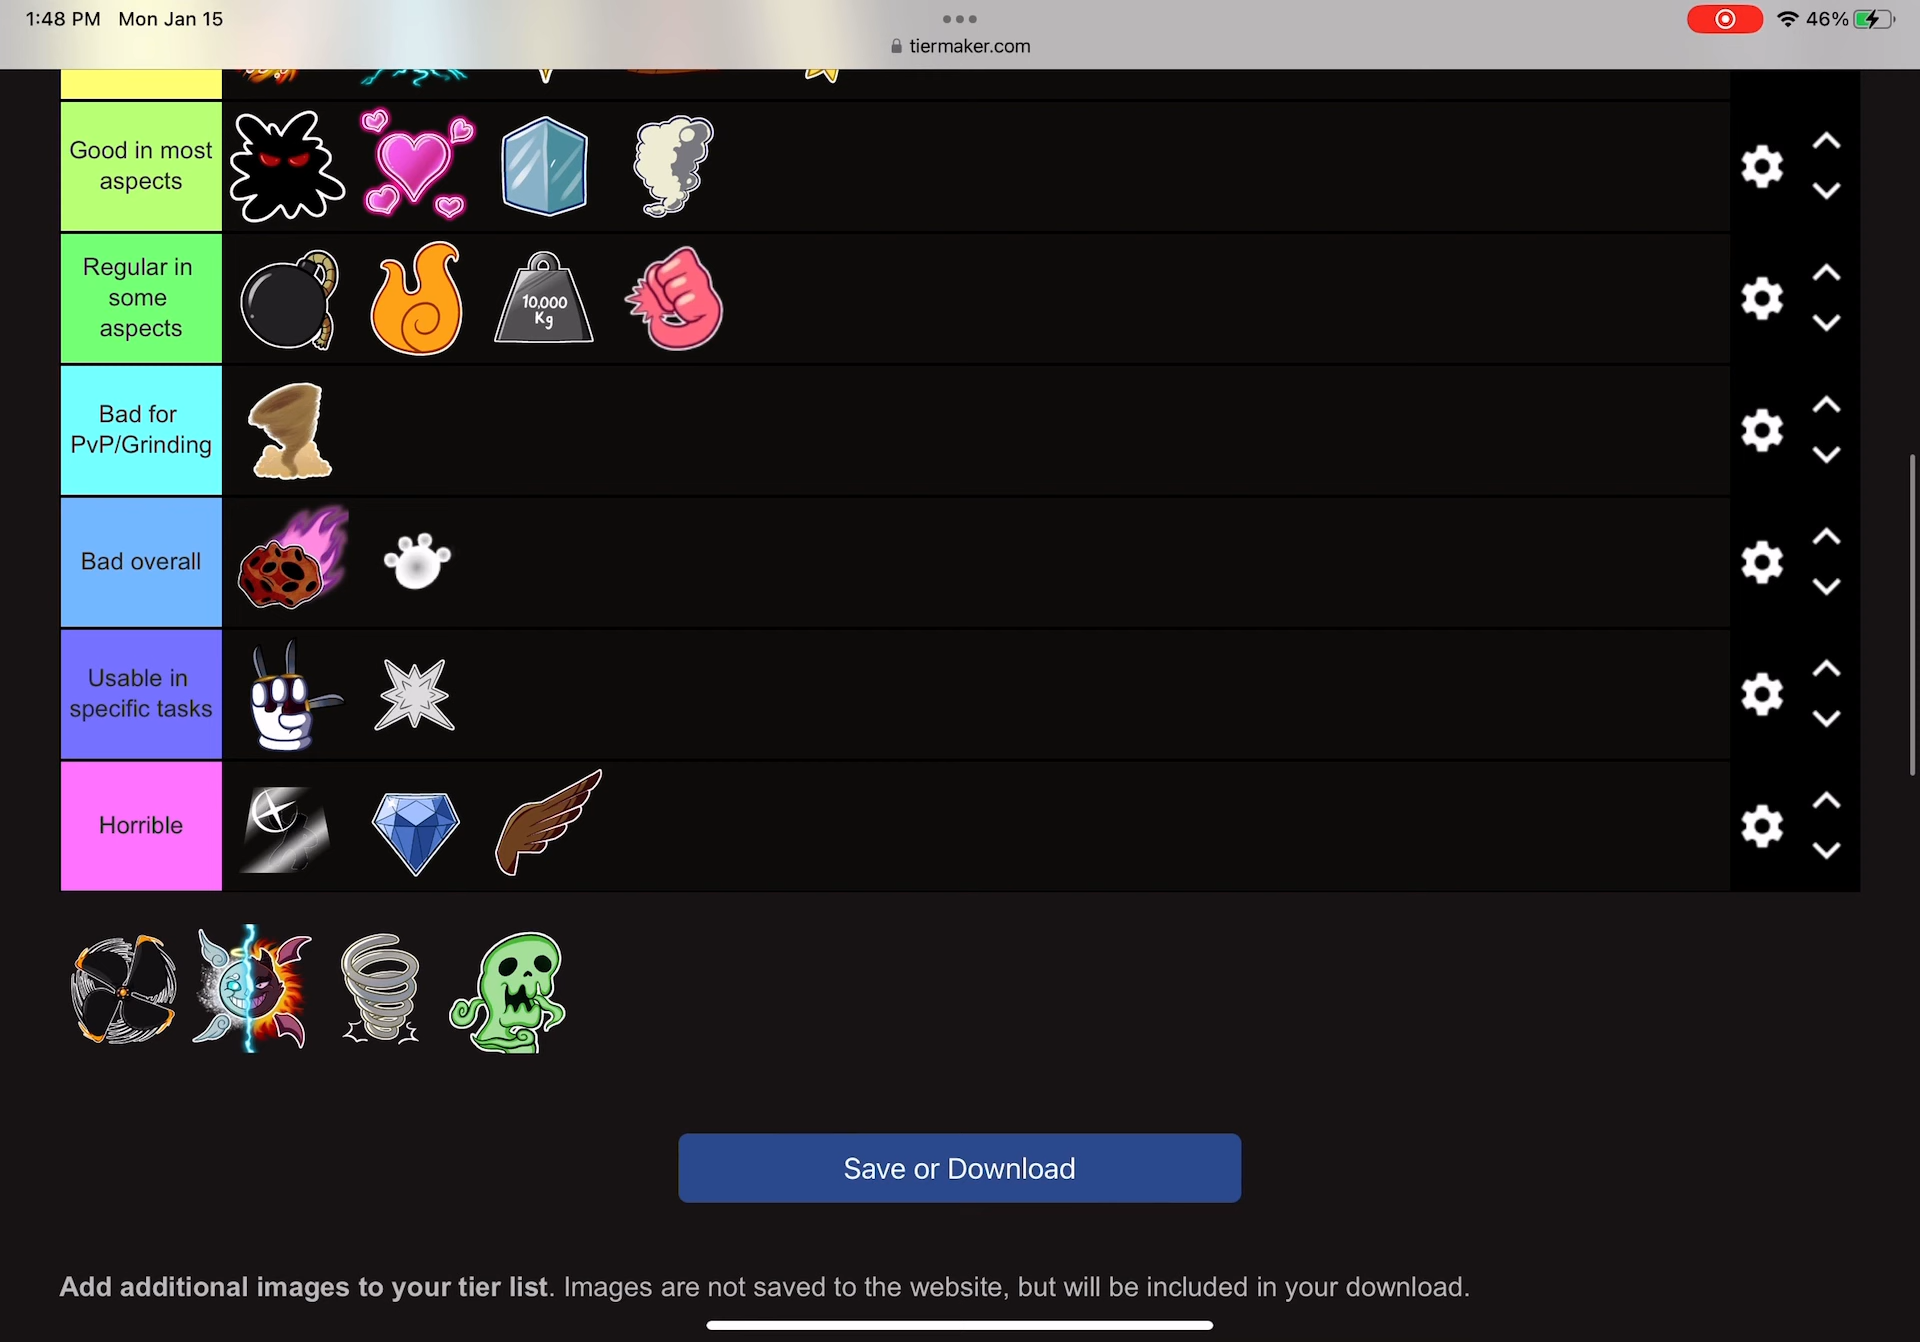 1:48 PM Mon Jan 15
tiermaker.com
46%
Good in most
aspects
Regular in
some
aspects
10,000
Kg
Bad for
PvP/Grinding
Bad overall
Usable in
specific tasks
Horrible
Save or Download
Add additional images to your tier list. Images are not saved to the website, but will be included in your download.